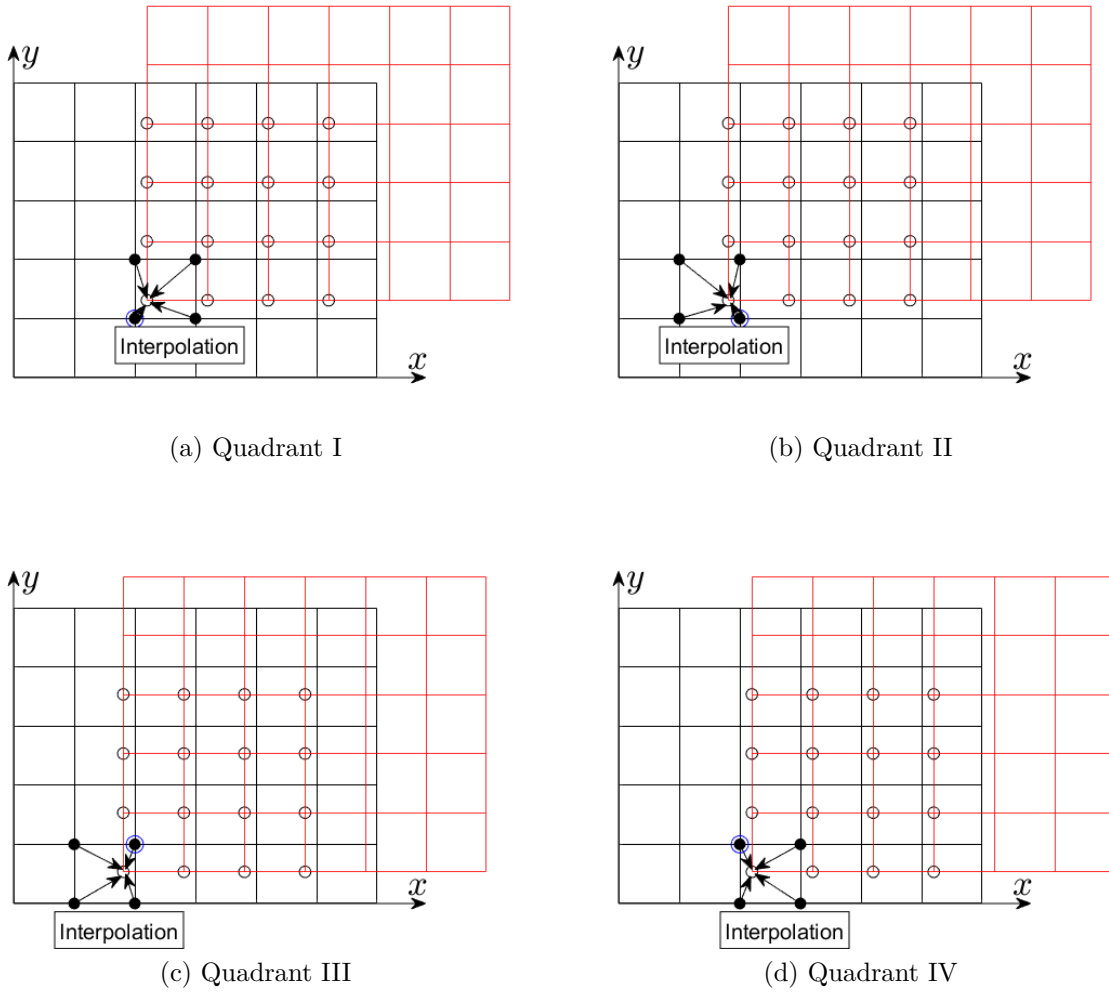 y
x
Interpolation
(a) Quadrant I
y
x
Interpolation
(b) Quadrant II
y
x
Interpolation
(c) Quadrant III
y
x
Interpolation
(d) Quadrant IV